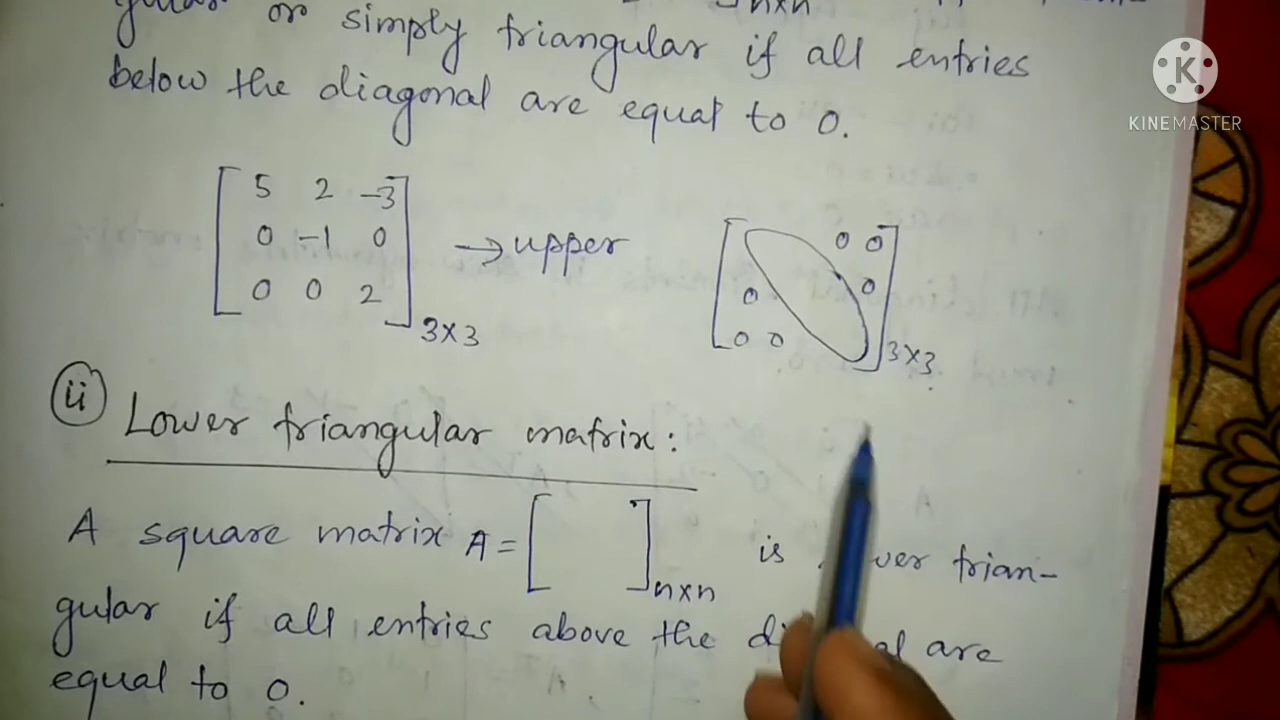 or simply triangular if all entries
below the diagonal are equal to 0.
K
KINEMASTER
5 2 -3
0 -1 0
0 0 2
3x3
→ upper
0 0
0 0
0 0
3x3
ii
Lower triangular matrix:
A square matrix A = [ ] nxn is trian-
gular if all entries above the are
equal to 0.